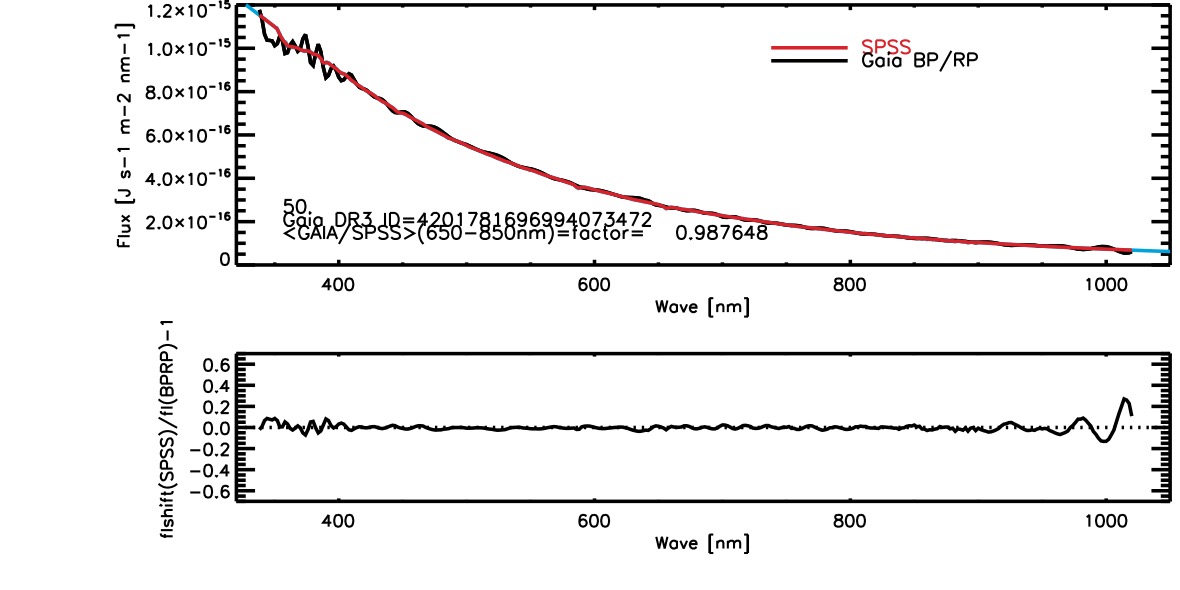 1.2×10⁻¹⁵
1.0×10⁻¹⁵
8.0×10⁻¹⁶
6.0×10⁻¹⁶
4.0×10⁻¹⁶
2.0×10⁻¹⁶
0
Flux [J s−1 m−2 nm−1]
SPSS
Gaia BP/RP
50.
Gaia DR3 ID=4201781696994073472
<GAIA/SPSS>(650−850nm)=factor= 0.987648
400 600 800 1000
Wave [nm]
flshift(SPSS)/fl(BPRP)−1
0.6
0.4
0.2
0.0
−0.2
−0.4
−0.6
400 600 800 1000
Wave [nm]